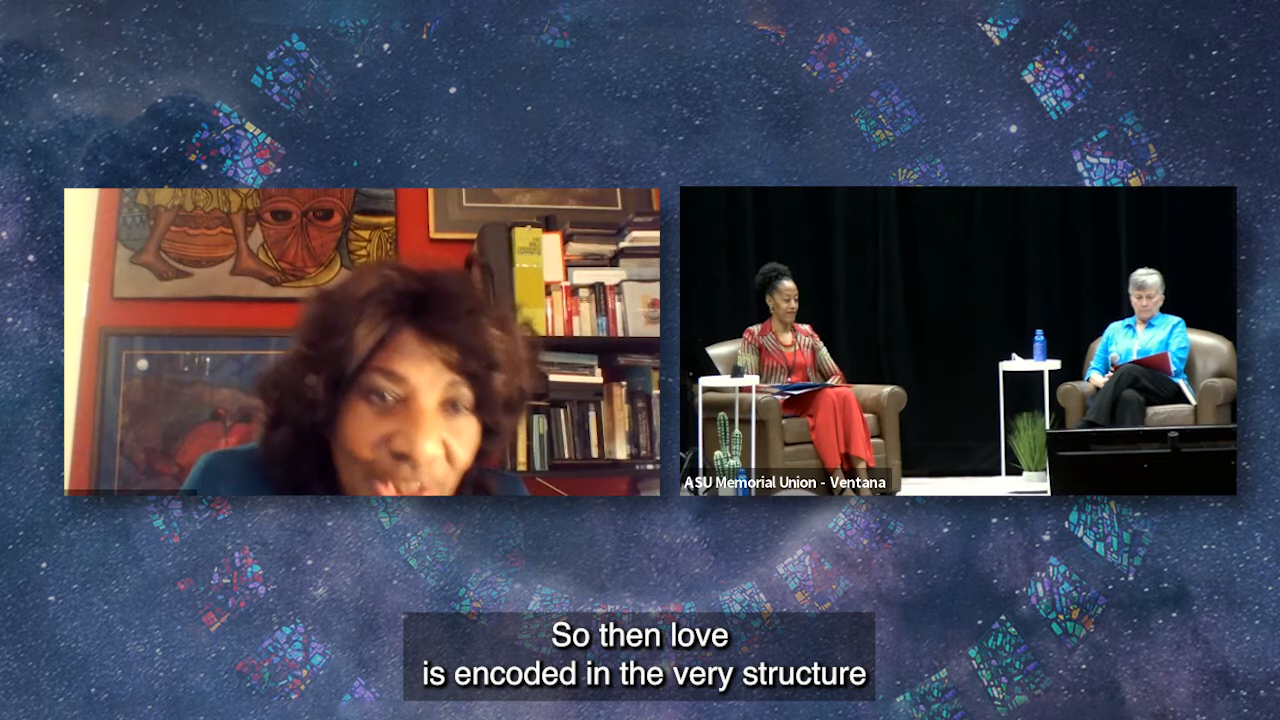 ASU Memorial Union - Ventana
So then love
is encoded in the very structure